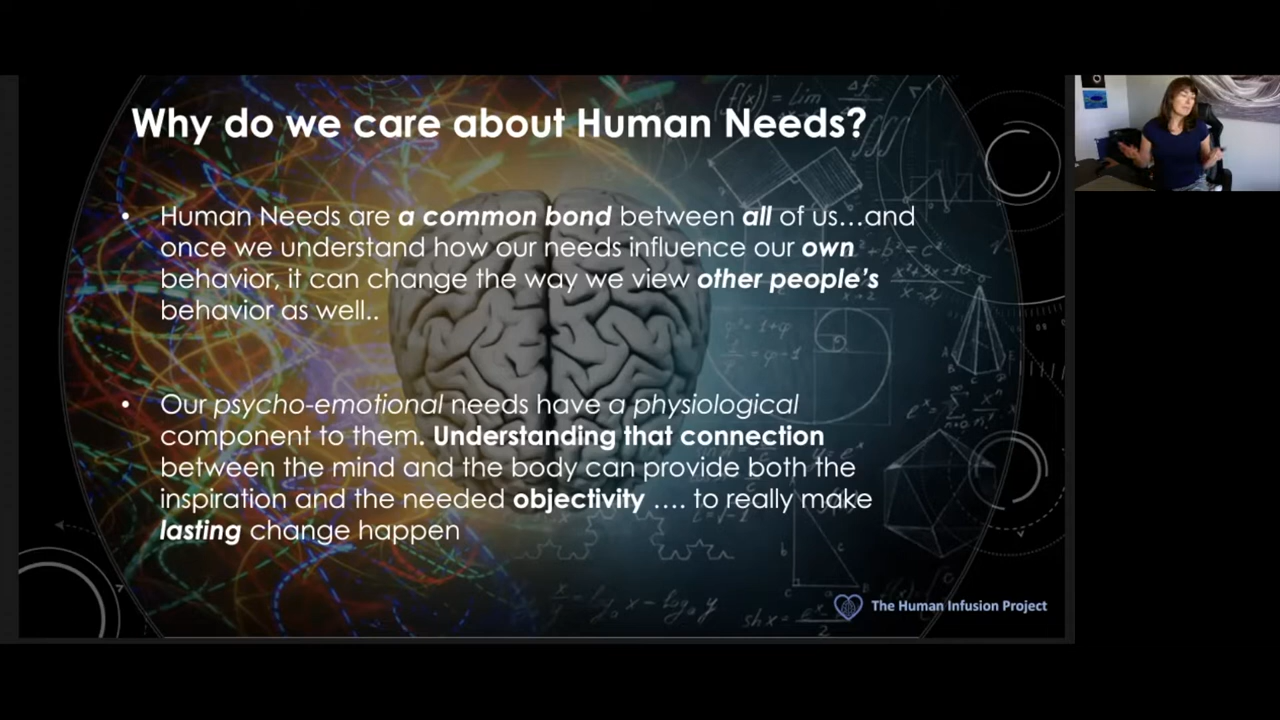 Why do we care about Human Needs?
• Human Needs are a common bond between all of us...and
once we understand how our needs influence our own
behavior, it can change the way we view other people's
behavior as well..
• Our psycho-emotional needs have a physiological
component to them. Understanding that connection
between the mind and the body can provide both the
inspiration and the needed objectivity .... to really make
lasting change happen
The Human Infusion Project